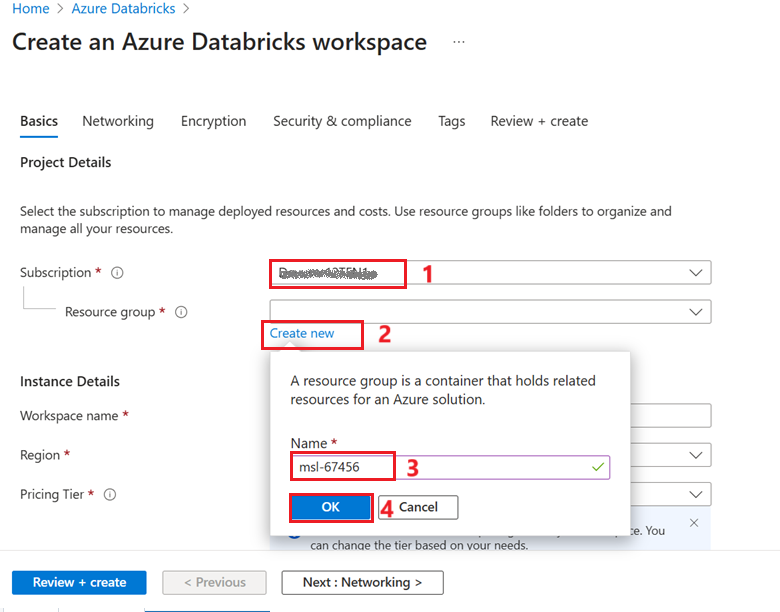 Home > Azure Databricks >
Create an Azure Databricks workspace ...
Basics Networking Encryption Security & compliance Tags Review + create
Project Details
Select the subscription to manage deployed resources and costs. Use resource groups like folders to organize and
manage all your resources.
Subscription * 1
Resource group *
Create new 2
A resource group is a container that holds related
resources for an Azure solution.
Instance Details
Workspace name *
Name *
Region *
msl-67456 3
Pricing Tier *
OK 4 Cancel
ce. You
can change the tier based on your needs.
Review + create < Previous Next : Networking >